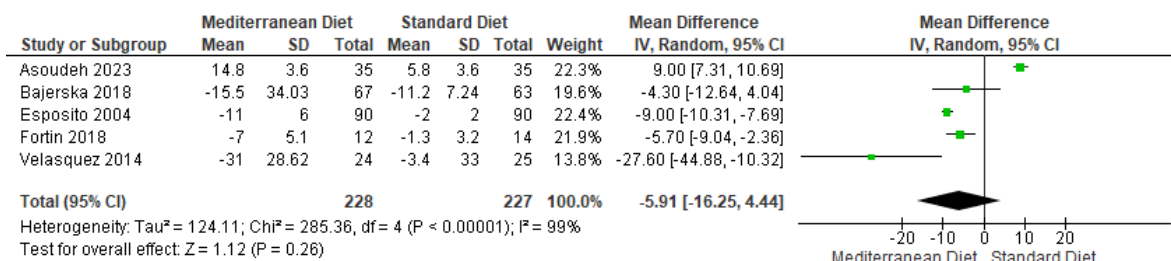 Mediterranean Diet Standard Diet Mean Difference Mean Difference
Study or Subgroup Mean SD Total Mean SD Total Weight IV, Random, 95% CI IV, Random, 95% CI
Asoudeh 2023 14.8 3.6 35 5.8 3.6 35 22.3% 9.00 [7.31, 10.69]
Bajerska 2018 -15.5 34.03 67 -11.2 7.24 63 19.6% -4.30 [-12.64, 4.04]
Esposito 2004 -11 6 90 -2 2 90 22.4% -9.00 [-10.31, -7.69]
Fortin 2018 -7 5.1 12 -1.3 3.2 14 21.9% -5.70 [-9.04, -2.36]
Velasquez 2014 -31 28.62 24 -3.4 33 25 13.8% -27.60 [-44.88, -10.32]
Total (95% CI) 228 227 100.0% -5.91 [-16.25, 4.44]
Heterogeneity: Tau² = 124.11; Chi² = 285.36, df = 4 (P < 0.00001); I² = 99%
Test for overall effect: Z = 1.12 (P = 0.26)
-20 -10 0 10 20
Mediterranean Diet Standard Diet